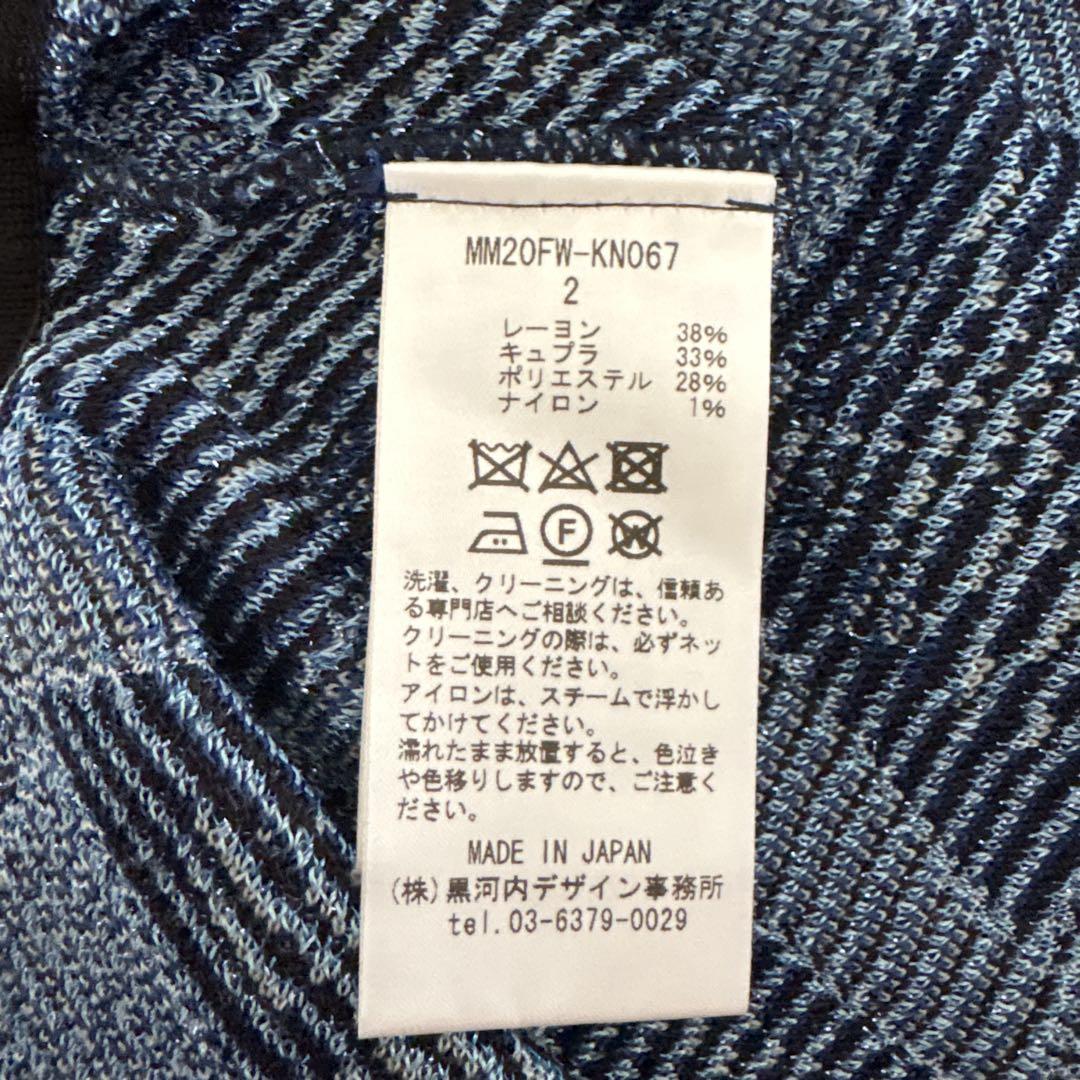 MM20FW-KN067
2
レーヨン 38%
キュプラ 33%
ポリエステル 28%
ナイロン 1%
F
W
洗濯、クリーニングは、信頼あ
る専門店へご相談ください。
クリーニングの際は、必ずネッ
トをご使用ください。
アイロンは、スチームで浮かし
てかけてください。
濡れたまま放置すると、色泣き
や色移りしますので、ご注意く
ださい。
MADE IN JAPAN
(株)黒河内デザイン事務所
tel.03-6379-0029